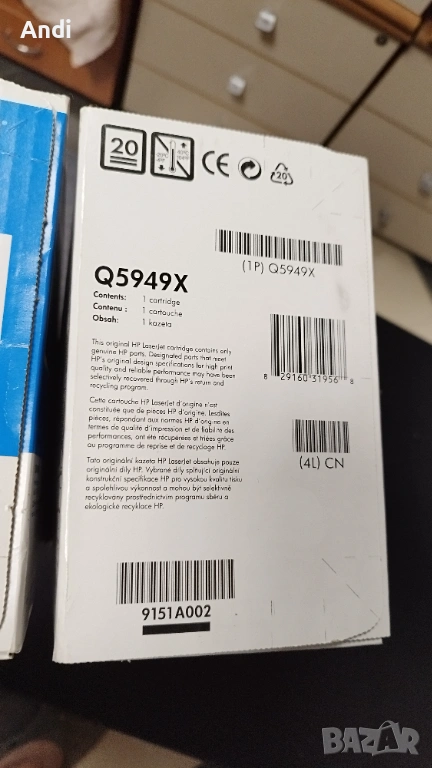 Andi
20
CE
20
(1P) Q5949X
Q5949X
Contents: 1 cartridge
Contenu : 1 cartouche
Obsah: 1 kazeta
8 29160 31956 8
This original HP LaserJet cartridge contains only
genuine HP parts. Designated parts that meet
HP's original design specifications for high print
quality and reliable performance may have been
selectively recovered through HP's return and
recycling program.
Cette cartouche HP LaserJet d'origine n'est
constituée que de pièces HP d'origine. Lesdites
pièces, répondant aux normes HP d'origine en
termes de qualité d'impression et de fiabilité des
performances, ont été récupérées et mises
au programme de reprise et de recyclage HP.
(4L) CN
Tato originální kazeta HP LaserJet obsahuje pouze
originální díly HP. Vybrané díly splňující originální
konstrukční specifikace HP pro vysokou kvalitu tisku
a spolehlivou výkonnost a mohou být selektivně
recyklovány prostřednictvím programu sběru a
ekologické recyklace HP.
9151A002
BAZAR